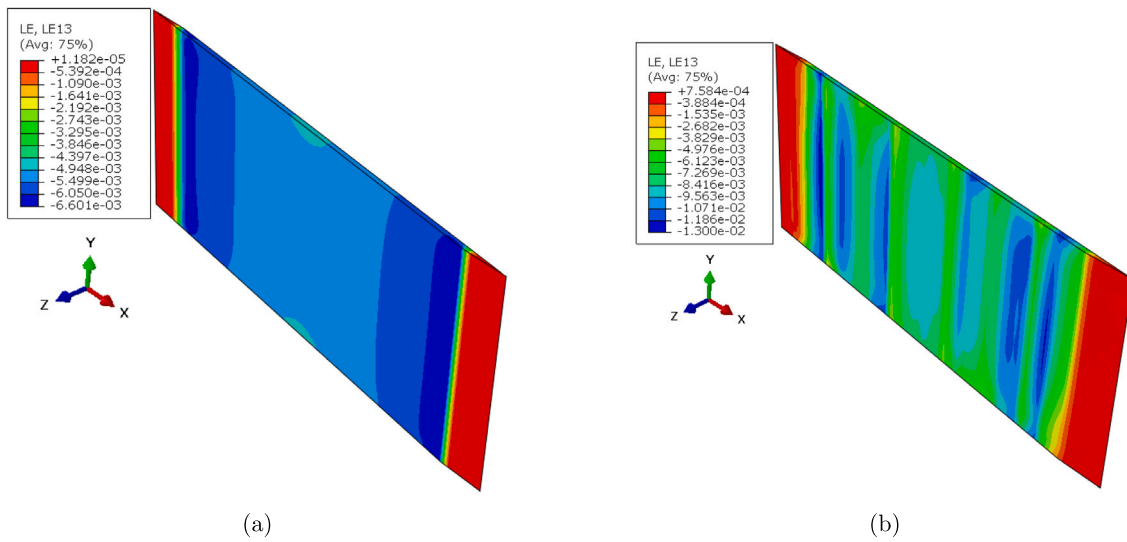 LE, LE13
(Avg: 75%)
+1.182e-05
-5.392e-04
-1.090e-03
-1.641e-03
-2.192e-03
-2.743e-03
-3.295e-03
-3.846e-03
-4.397e-03
-4.948e-03
-5.499e-03
-6.050e-03
-6.601e-03
Y
Z
X
(a)
LE, LE13
(Avg: 75%)
+7.584e-04
-3.884e-04
-1.535e-03
-2.682e-03
-3.829e-03
-4.976e-03
-6.123e-03
-7.269e-03
-8.416e-03
-9.563e-03
-1.071e-02
-1.186e-02
-1.300e-02
Y
Z
X
(b)